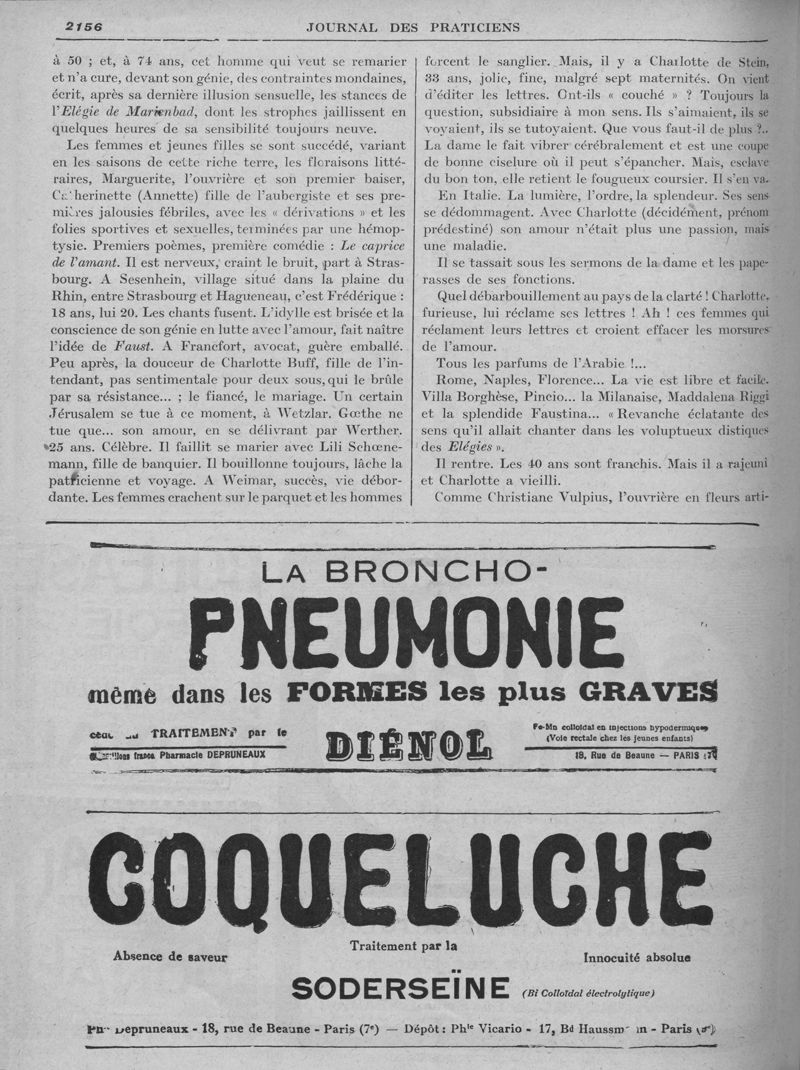 2156
JOURNAL DES PRATICIENS
à 50 ; et, à 74 ans, cet homme qui veut se remarier
et n'a cure, devant son génie, des contraintes mondaines,
écrit, après sa dernière illusion sensuelle, les stances de
l'Elégie de Marienbad, dont les strophes jaillissent en
quelques heures de sa sensibilité toujours neuve.
Les femmes et jeunes filles se sont succédé, variant
en les saisons de cette riche terre, les floraisons litté-
raires, Marguerite, l'ouvrière et son premier baiser,
Catherinette (Annette) fille de l'aubergiste et ses pre-
mières jalousies fébriles, avec les « dérivations » et les
folies sportives et sexuelles, terminées par une hémop-
tysie. Premiers poèmes, première comédie : Le caprice
de l'amant. Il est nerveux, craint le bruit, part à Stras-
bourg. A Sesenhein, village situé dans la plaine du
Rhin, entre Strasbourg et Hagueneau, c'est Frédérique :
18 ans, lui 20. Les chants fusent. L'idylle est brisée et la
conscience de son génie en lutte avec l'amour, fait naître
l'idée de Faust. A Francfort, avocat, guère emballé.
Peu après, la douceur de Charlotte Buff, fille de l'in-
tendant, pas sentimentale pour deux sous, qui le brûle
par sa résistance... ; le fiancé, le mariage. Un certain
Jérusalem se tue à ce moment, à Wetzlar. Gœthe ne
tue que... son amour, en se délivrant par Werther.
25 ans. Célèbre. Il faillit se marier avec Lili Schœne-
mann, fille de banquier. Il bouillonne toujours, lâche la
patricienne et voyage. A Weimar, succès, vie débor-
dante. Les femmes crachent sur le parquet et les hommes
forcent le sanglier. Mais, il y a Charlotte de Stein,
33 ans, jolie, fine, malgré sept maternités. On vient
d'éditer les lettres. Ont-ils « couché » ? Toujours la
question, subsidiaire à mon sens. Ils s'aimaient, ils se
voyaient, ils se tutoyaient. Que vous faut-il de plus ?..
La dame le fait vibrer cérébralement et est une coupe
de bonne ciselure où il peut s'épancher. Mais, esclave
du bon ton, elle retient le fougueux coursier. Il s'en va.
En Italie. La lumière, l'ordre, la splendeur. Ses sens
se dédommagent. Avec Charlotte (décidément, prénom
prédestiné) son amour n'était plus une passion, mais
une maladie.
Il se tassait sous les sermons de la dame et les pape-
rasses de ses fonctions.
Quel débarbouillement au pays de la clarté ! Charlotte,
furieuse, lui réclame ses lettres ! Ah ! ces femmes qui
réclament leurs lettres et croient effacer les morsures
de l'amour.
Tous les parfums de l'Arabie !...
Rome, Naples, Florence... La vie est libre et facile.
Villa Borghèse, Pincio... la Milanaise, Maddalena Riggi
et la splendide Faustina... « Revanche éclatante des
sens qu'il allait chanter dans les voluptueux distiques
des Elégies ».
Il rentre. Les 40 ans sont franchis. Mais il a rajeuni
et Charlotte a vieilli.
Comme Christiane Vulpius, l'ouvrière en fleurs arti-
LA BRONCHO-
PNEUMONIE
même dans les FORMES les plus GRAVES
TRAITEMENT par le
Pharmacie DEPRUNEAUX
DIÉNOL
Fe-Mn colloïdal en injections hypodermiques
(Voie rectale chez les jeunes enfants)
18, Rue de Beaune — PARIS (7e)
COQUELUCHE
Absence de saveur
Traitement par la
Innocuité absolue
SODERSEÏNE (Bi Colloïdal électrolytique)
Depruneaux - 18, rue de Beaune - Paris (7e) — Dépôt : Phie Vicario - 17, Bd Haussmann - Paris